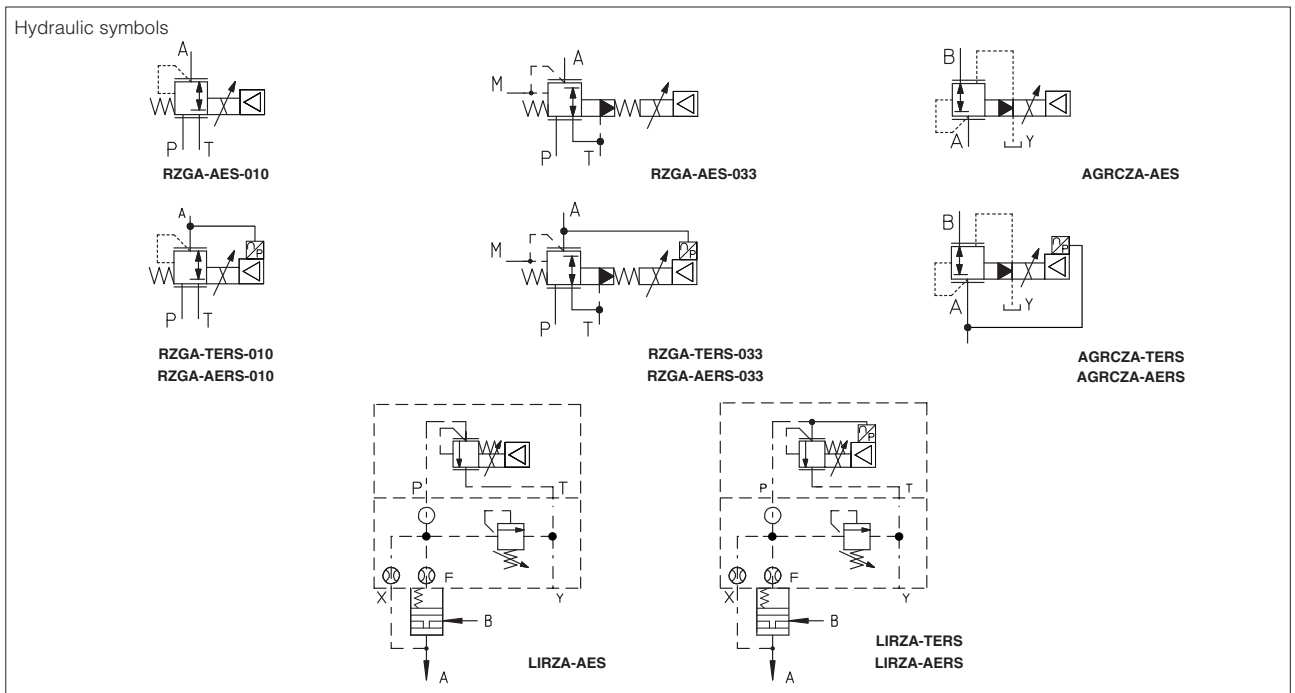 Hydraulic symbols
A
P T
RZGA-AES-010
A
M
P T
RZGA-AES-033
B
A Y
AGRCZA-AES
A
P
P T
RZGA-TERS-010
RZGA-AERS-010
A
M
P
P T
RZGA-TERS-033
RZGA-AERS-033
B
P
A Y
AGRCZA-TERS
AGRCZA-AERS
P T
F
X Y
B
A
LIRZA-AES
P
P T
F
X Y
B
A
LIRZA-TERS
LIRZA-AERS